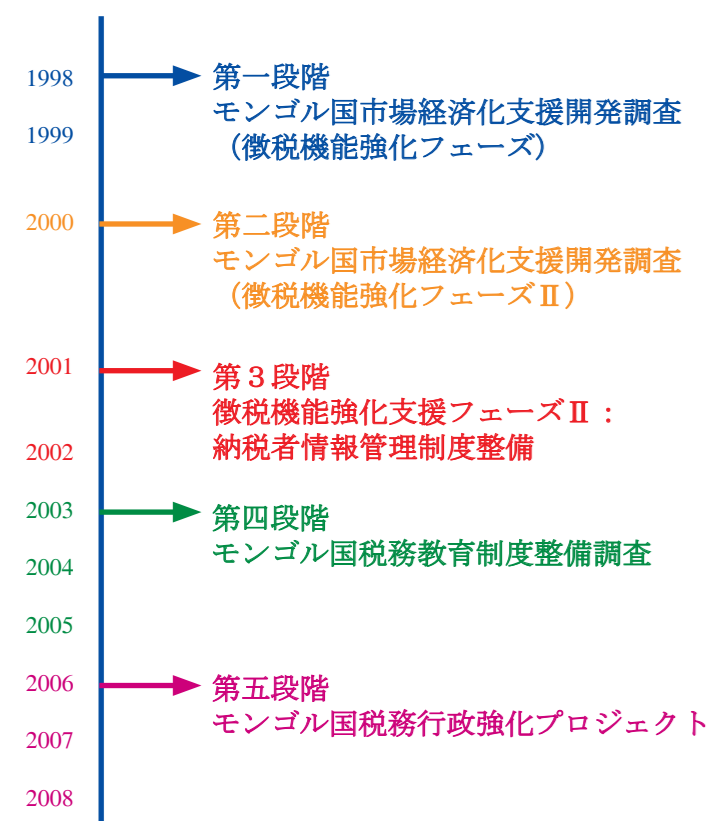 1998
第一段階
モンゴル国市場経済化支援開発調査
（徴税機能強化フェーズ）
1999
2000
第二段階
モンゴル国市場経済化支援開発調査
（徴税機能強化フェーズⅡ）
2001
第３段階
徴税機能強化支援フェーズⅡ：
納税者情報管理制度整備
2002
2003
第四段階
モンゴル国税務教育制度整備調査
2004
2005
2006
第五段階
モンゴル国税務行政強化プロジェクト
2007
2008